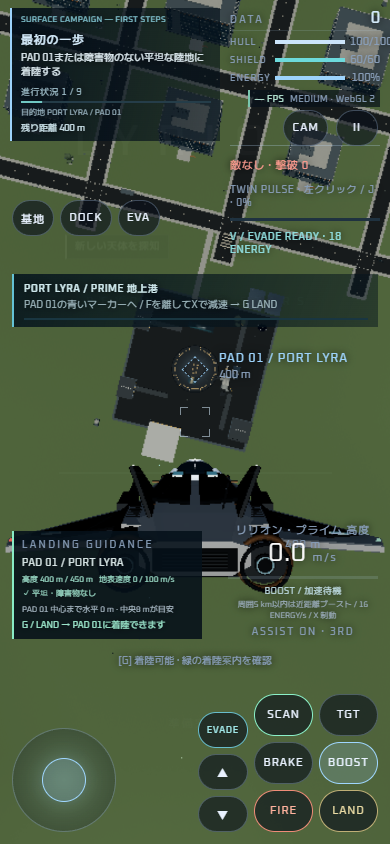 SURFACE CAMPAIGN — FIRST STEPS
最初の一歩
PAD 01または障害物のない平坦な陸地に
着陸する
進行状況 1 / 9
目的地 PORT LYRA / PAD 01
残り距離 400 m
DATA 0
HULL 100/100
SHIELD 60/60
ENERGY 100%
— FPS MEDIUM · WebGL 2
CAM
II
敵なし · 撃破 0
TWIN PULSE · 左クリック / J
· 0%
V / EVADE READY · 18
ENERGY
基地
DOCK
EVA
PORT LYRA / PRIME 地上港
PAD 01の青いマーカーへ / Fを離してXで減速 → G LAND
PAD 01 / PORT LYRA
400 m
LANDING GUIDANCE
PAD 01 / PORT LYRA
高度 400 m / 450 m 地表速度 0 / 100 m/s
✓ 平坦・障害物なし
PAD 01 中心まで水平 0 m · 中央8 mが目安
G / LAND → PAD 01に着陸できます
リリオン・プライム 高度
0.0 m/s
BOOST / 加速待機
周囲5 km以内は近距離ブースト / 16
ENERGY/s / X 制動
ASSIST ON · 3RD
[G] 着陸可能 · 緑の着陸案内を確認
EVADE
SCAN
TGT
▲
BRAKE
BOOST
▼
FIRE
LAND